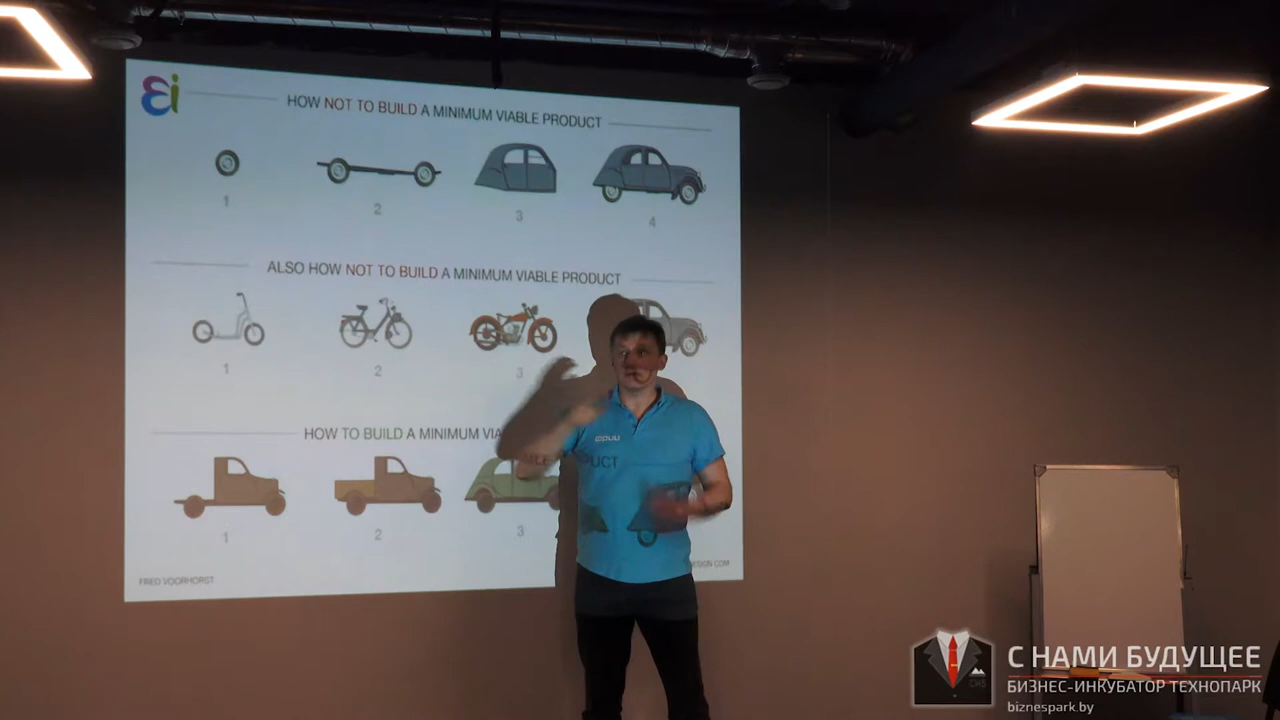 HOW NOT TO BUILD A MINIMUM VIABLE PRODUCT
1
2
3
4
ALSO HOW NOT TO BUILD A MINIMUM VIABLE PRODUCT
1
2
3
HOW TO BUILD A MINIMUM VIABLE PRODUCT
1
2
3
FRED VOORHORST
С НАМИ БУДУЩЕЕ
БИЗНЕС-ИНКУБАТОР ТЕХНОПАРК
biznespark.by